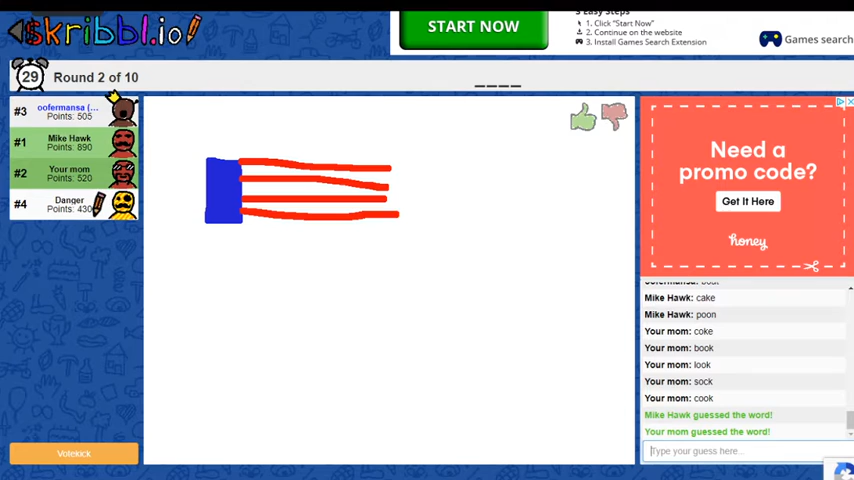 skribbl.io
START NOW
3 Easy Steps
1. Click "Start Now"
2. Continue on the website
3. Install Games Search Extension
Games search
29
Round 2 of 10
_ _ _ _
#3 oofermansa (...
Points: 505
#1 Mike Hawk
Points: 890
#2 Your mom
Points: 520
#4 Danger
Points: 430
Need a
promo code?
Get It Here
honey
Mike Hawk: cake
Mike Hawk: poon
Your mom: coke
Your mom: book
Your mom: look
Your mom: sock
Your mom: cook
Mike Hawk guessed the word!
Your mom guessed the word!
Type your guess here...
Votekick